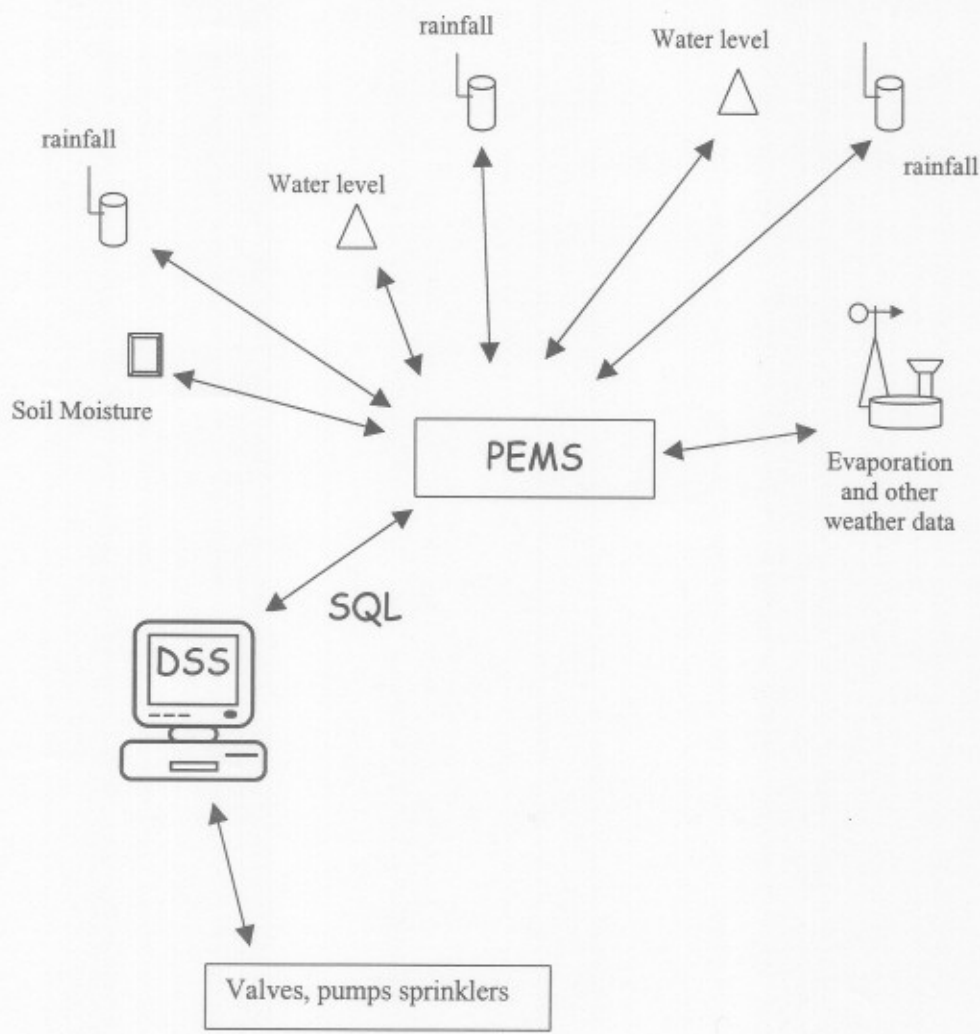 rainfall
Water level
rainfall
rainfall
Water level
Soil Moisture
PEMS
Evaporation
and other
weather data
SQL
DSS
Valves, pumps sprinklers